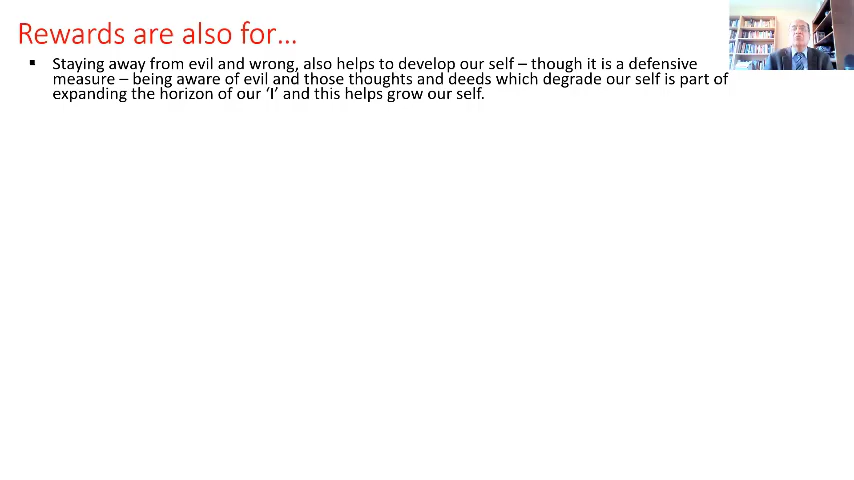 Rewards are also for…
▪ Staying away from evil and wrong, also helps to develop our self – though it is a defensive
measure – being aware of evil and those thoughts and deeds which degrade our self is part of
expanding the horizon of our ‘I’ and this helps grow our self.